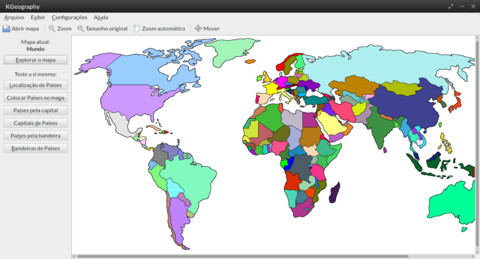 KGeography
Arquivo Exibir Configurações Ajuda
Abrir mapa Zoom Tamanho original Zoom automático Mover
Mapa atual:
Mundo
Explorar o mapa
Teste a si mesmo:
Localização de Países
Colocar Países no mapa
Países pela capital
Capitais de Países
Países pela bandeira
Bandeiras de Países